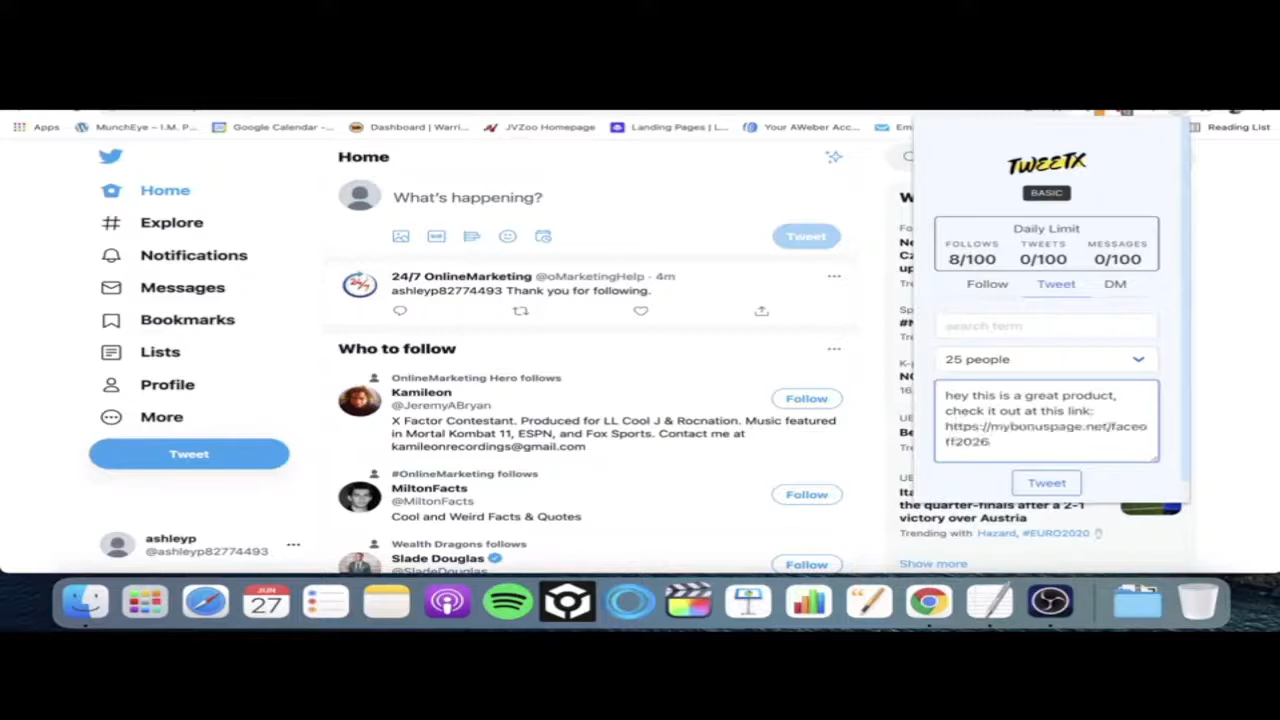 Apps
MunchEye – I.M. P...
Google Calendar -...
Dashboard | Warri...
JVZoo Homepage
Landing Pages | L...
Your AWeber Acc...
Reading List
Home
Explore
Notifications
Messages
Bookmarks
Lists
Profile
More
Tweet
ashleyp
@ashleyp82774493
Home
What's happening?
GIF
Tweet
24/7 OnlineMarketing @oMarketingHelp · 4m
ashleyp82774493 Thank you for following.
Who to follow
OnlineMarketing Hero follows
Kamileon
@JeremyABryan
Follow
X Factor Contestant. Produced for LL Cool J & Rocnation. Music featured
in Mortal Kombat 11, ESPN, and Fox Sports. Contact me at
kamileonrecordings@gmail.com
#OnlineMarketing follows
MiltonFacts
@MiltonFacts
Follow
Cool and Weird Facts & Quotes
Wealth Dragons follows
Slade Douglas
@SladeDouglas
Follow
TWEETX
BASIC
Daily Limit
FOLLOWS TWEETS MESSAGES
8/100 0/100 0/100
Follow Tweet DM
search term
25 people
hey this is a great product,
check it out at this link:
https://mybonuspage.net/faceo
ff2026
Tweet
the quarter-finals after a 2-1
victory over Austria
Trending with Hazard, #EURO2020
Show more
JUN
27